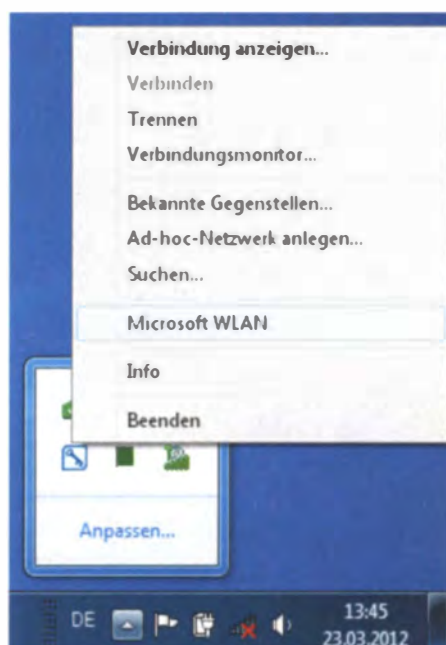 Verbindung anzeigen...
Verbinden
Trennen
Verbindungsmonitor...
Bekannte Gegenstellen...
Ad-hoc-Netzwerk anlegen...
Suchen...
Microsoft WLAN
Info
Beenden
Anpassen...
DE
13:45
23.03.2012